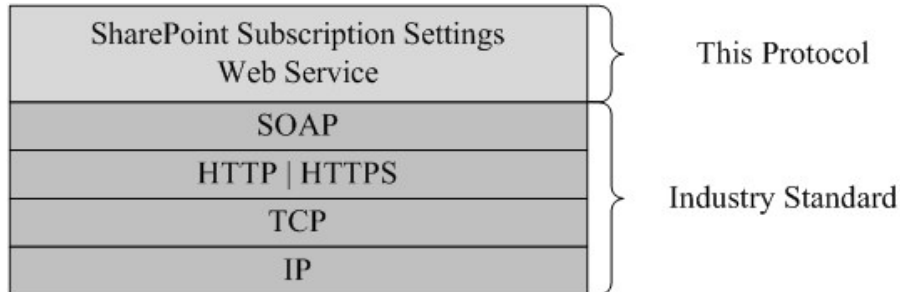 SharePoint Subscription Settings
Web Service
This Protocol
SOAP
HTTP | HTTPS
TCP
IP
Industry Standard